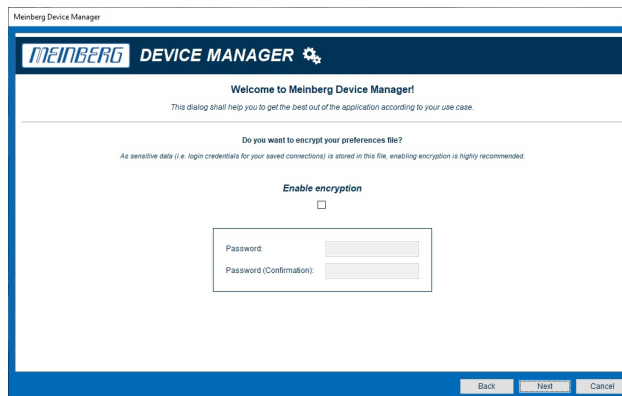 Meinberg Device Manager
MEINBERG DEVICE MANAGER
Welcome to Meinberg Device Manager!
This dialog shall help you to get the best out of the application according to your use case.
Do you want to encrypt your preferences file?
As sensitive data (i.e. login credentials for your saved connections) is stored in this file, enabling encryption is highly recommended.
Enable encryption
Password:
Password (Confirmation):
Back Next Cancel